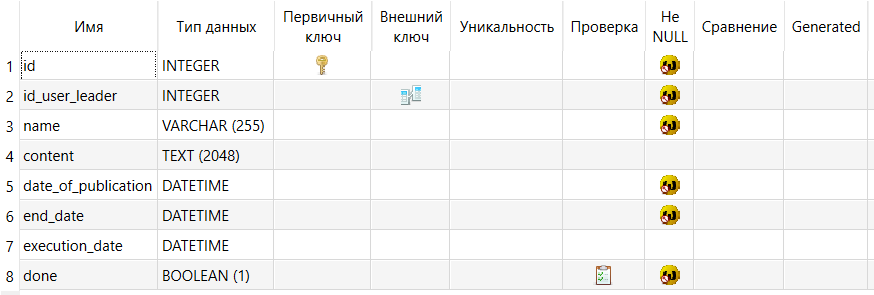 Имя Тип данных Первичный ключ Внешний ключ Уникальность Проверка Не NULL Сравнение Generated
1 id INTEGER
2 id_user_leader INTEGER
3 name VARCHAR (255)
4 content TEXT (2048)
5 date_of_publication DATETIME
6 end_date DATETIME
7 execution_date DATETIME
8 done BOOLEAN (1)